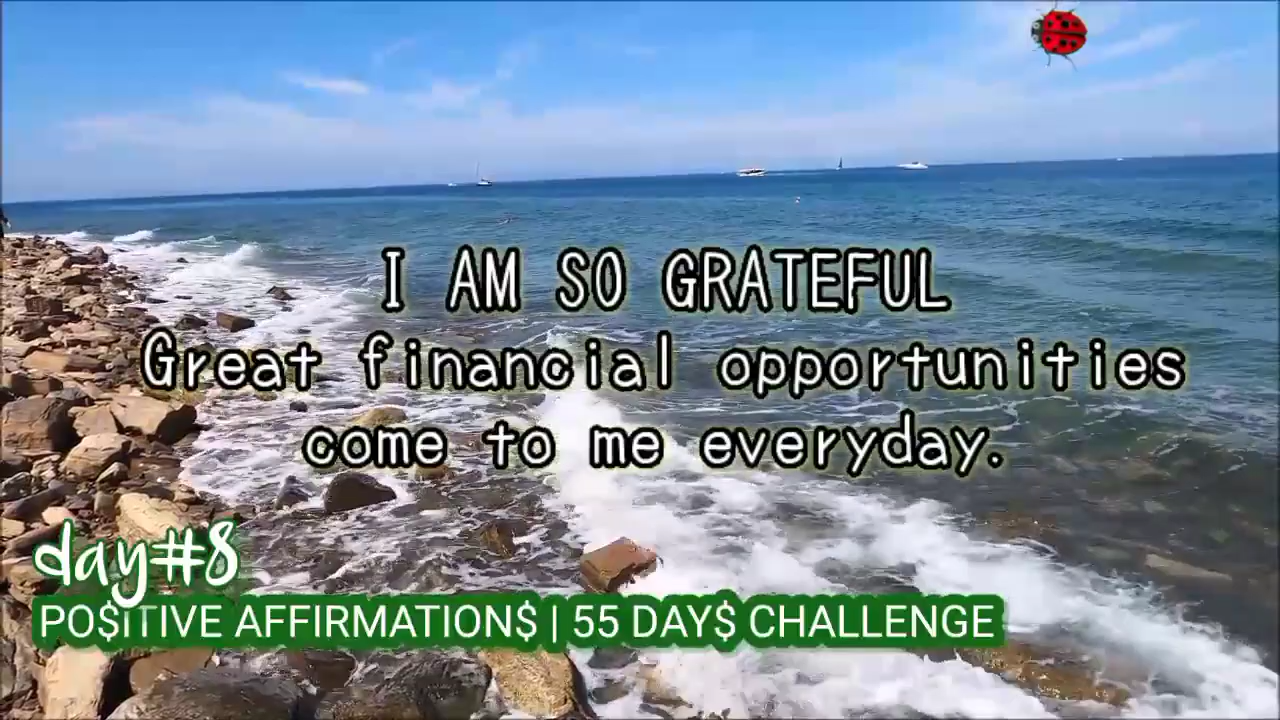 I AM SO GRATEFUL
Great financial opportunities
come to me everyday.
day#8
PO$ITIVE AFFIRMATION$ | 55 DAY$ CHALLENGE